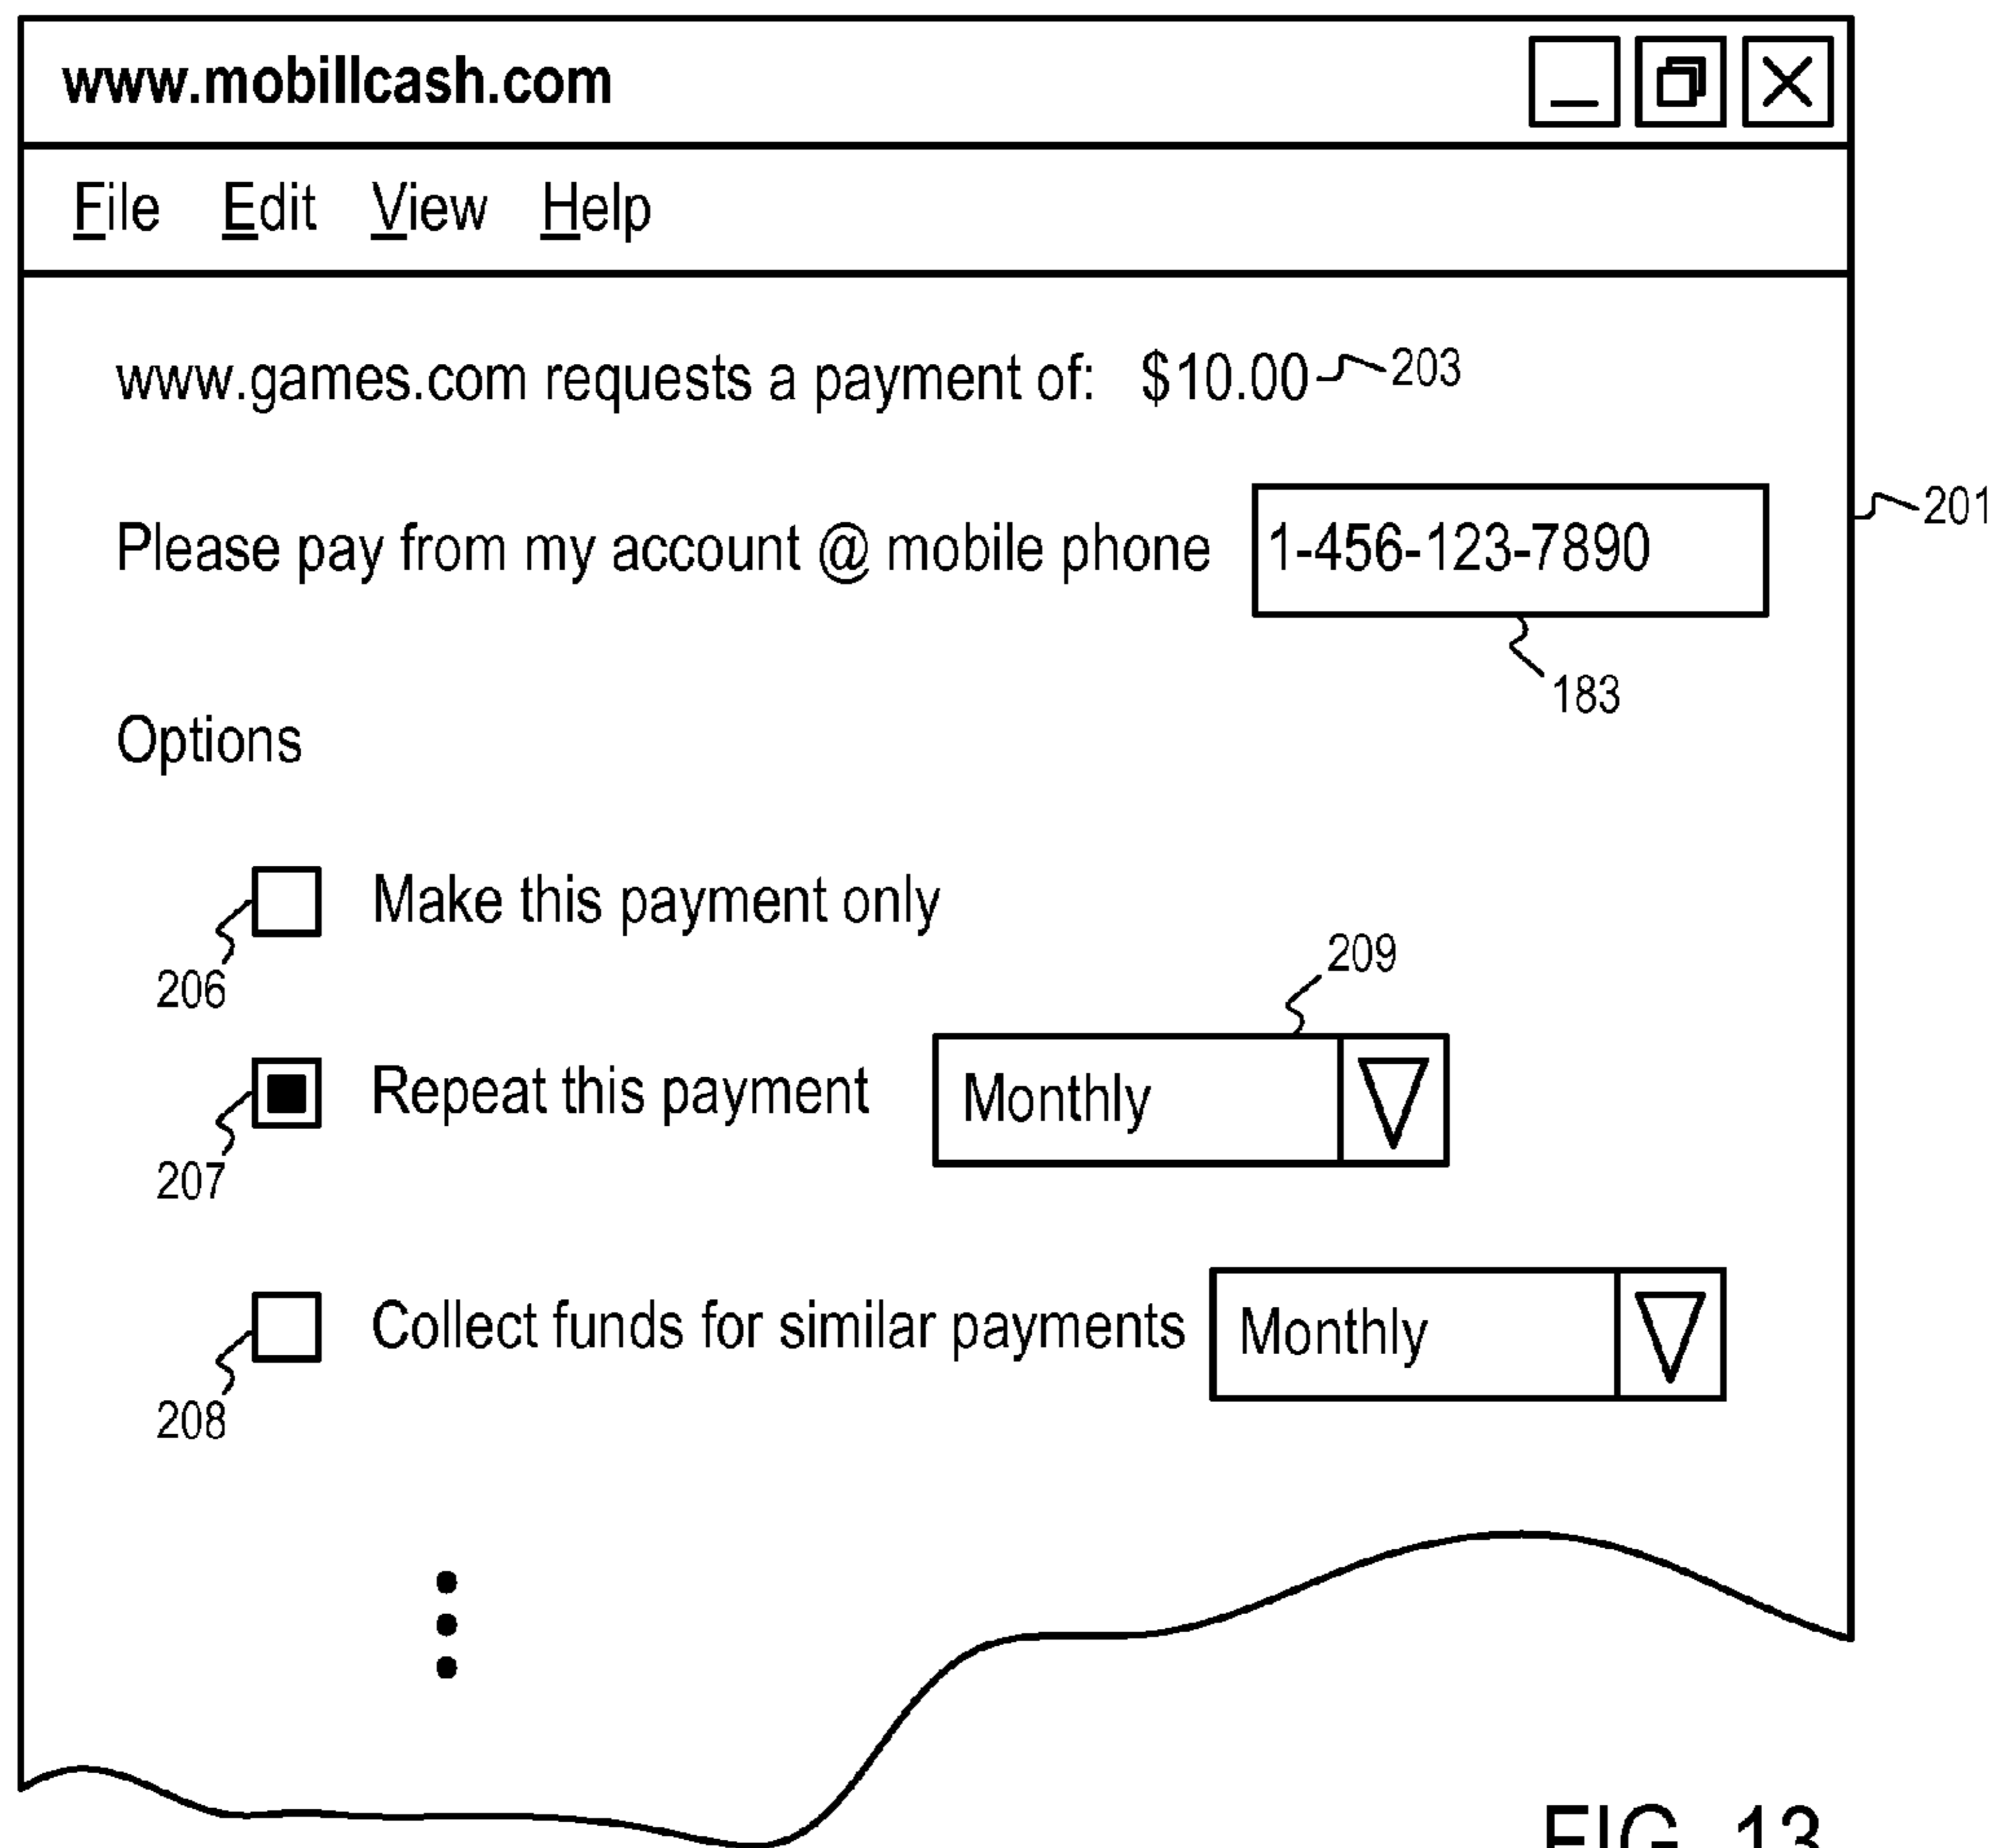 www.mobillcash.com
File Edit View Help
www.games.com requests a payment of: $10.00 203
201
Please pay from my account @ mobile phone 1-456-123-7890
183
Options
Make this payment only
206
209
Repeat this payment Monthly
207
Collect funds for similar payments Monthly
208
FIG. 13